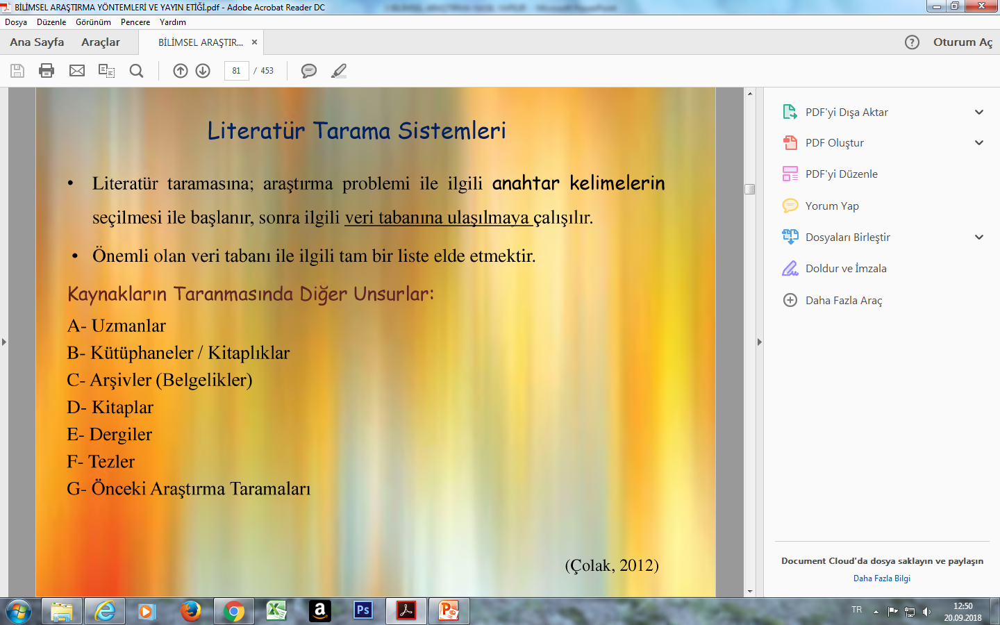 BİLİMSEL ARAŞTIRMA YÖNTEMLERİ VE YAYIN ETİĞİ.pdf - Adobe Acrobat Reader DC
Dosya Düzenle Görünüm Pencere Yardım
Ana Sayfa Araçlar BİLİMSEL ARAŞTIR... × ? Oturum Aç
81 / 453
Literatür Tarama Sistemleri
• Literatür taramasına; araştırma problemi ile ilgili anahtar kelimelerin
seçilmesi ile başlanır, sonra ilgili veri tabanına ulaşılmaya çalışılır.
• Önemli olan veri tabanı ile ilgili tam bir liste elde etmektir.
Kaynakların Taranmasında Diğer Unsurlar:
A- Uzmanlar
B- Kütüphaneler / Kitaplıklar
C- Arşivler (Belgelikler)
D- Kitaplar
E- Dergiler
F- Tezler
G- Önceki Araştırma Taramaları
(Çolak, 2012)
PDF'yi Dışa Aktar
PDF Oluştur
PDF'yi Düzenle
Yorum Yap
Dosyaları Birleştir
Doldur ve İmzala
Daha Fazla Araç
Document Cloud'da dosya saklayın ve paylaşın
Daha Fazla Bilgi
a Ps
TR 12:50
20.09.2018